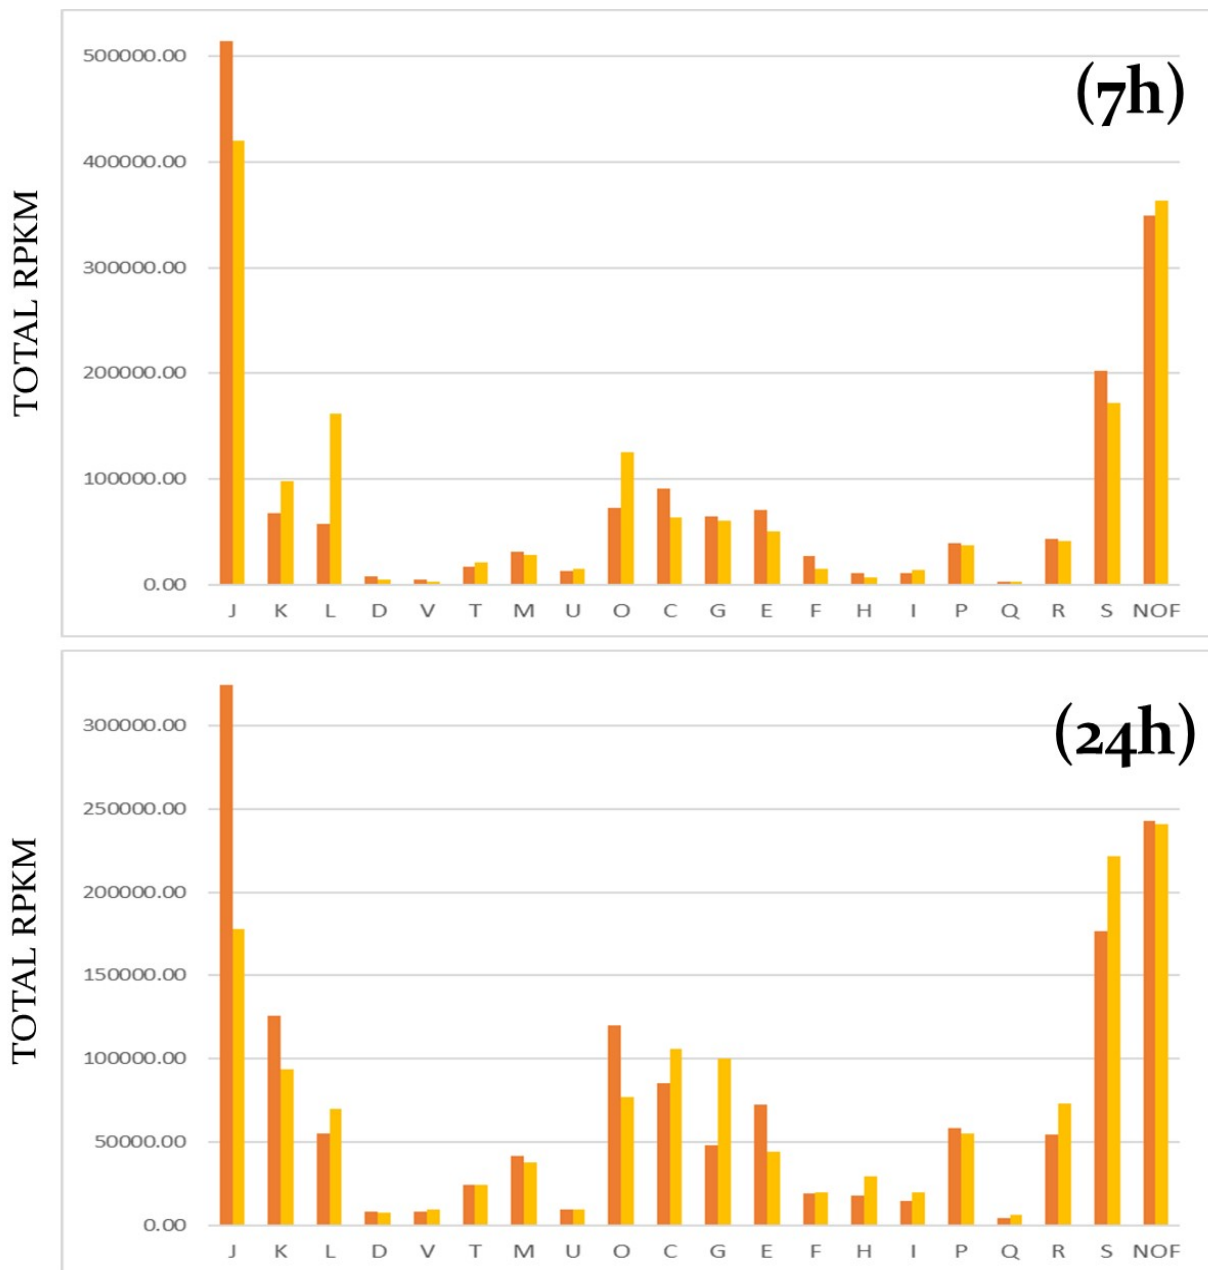 (7h)
TOTAL RPKM
500000.00
400000.00
300000.00
200000.00
100000.00
0.00
J K L D V T M U O C G E F H I P Q R S NOF
(24h)
TOTAL RPKM
300000.00
250000.00
200000.00
150000.00
100000.00
50000.00
0.00
J K L D V T M U O C G E F H I P Q R S NOF